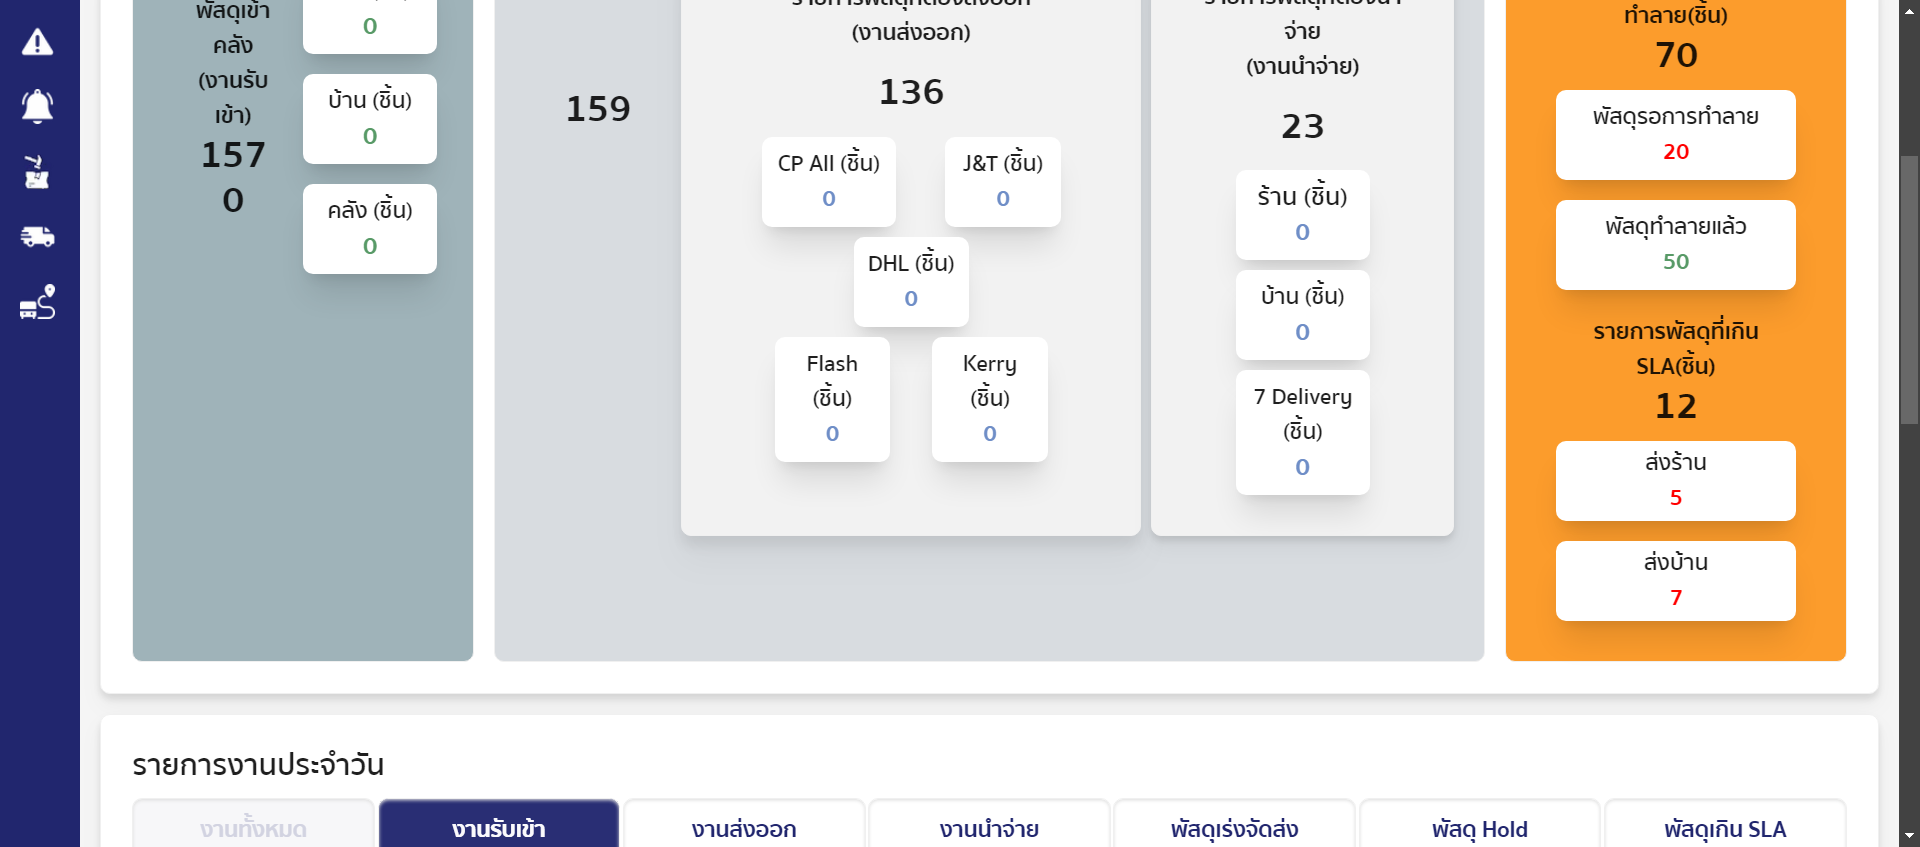 พัสดุเข้า
คลัง
(งานรับ
เข้า)
157
0
0
บ้าน (ชิ้น)
0
คลัง (ชิ้น)
0
159
(งานส่งออก)
136
CP All (ชิ้น)
0
J&T (ชิ้น)
0
DHL (ชิ้น)
0
Flash
(ชิ้น)
0
Kerry
(ชิ้น)
0
จ่าย
(งานนำจ่าย)
23
ร้าน (ชิ้น)
0
บ้าน (ชิ้น)
0
7 Delivery
(ชิ้น)
0
ทำลาย(ชิ้น)
70
พัสดุรอการทำลาย
20
พัสดุทำลายแล้ว
50
รายการพัสดุที่เกิน
SLA(ชิ้น)
12
ส่งร้าน
5
ส่งบ้าน
7
รายการงานประจำวัน
งานทั้งหมด
งานรับเข้า
งานส่งออก
งานนำจ่าย
พัสดุเร่งจัดส่ง
พัสดุ Hold
พัสดุเกิน SLA